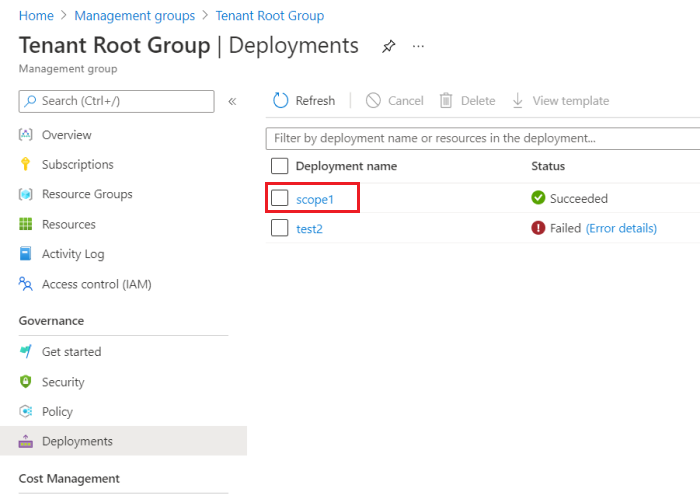 Home > Management groups > Tenant Root Group
Tenant Root Group | Deployments
Management group
Search (Ctrl+/)
«
Overview
Subscriptions
Resource Groups
Resources
Activity Log
Access control (IAM)
Governance
Get started
Security
Policy
Deployments
Cost Management
Refresh Cancel Delete View template
Filter by deployment name or resources in the deployment...
Deployment name Status
scope1 Succeeded
test2 Failed (Error details)